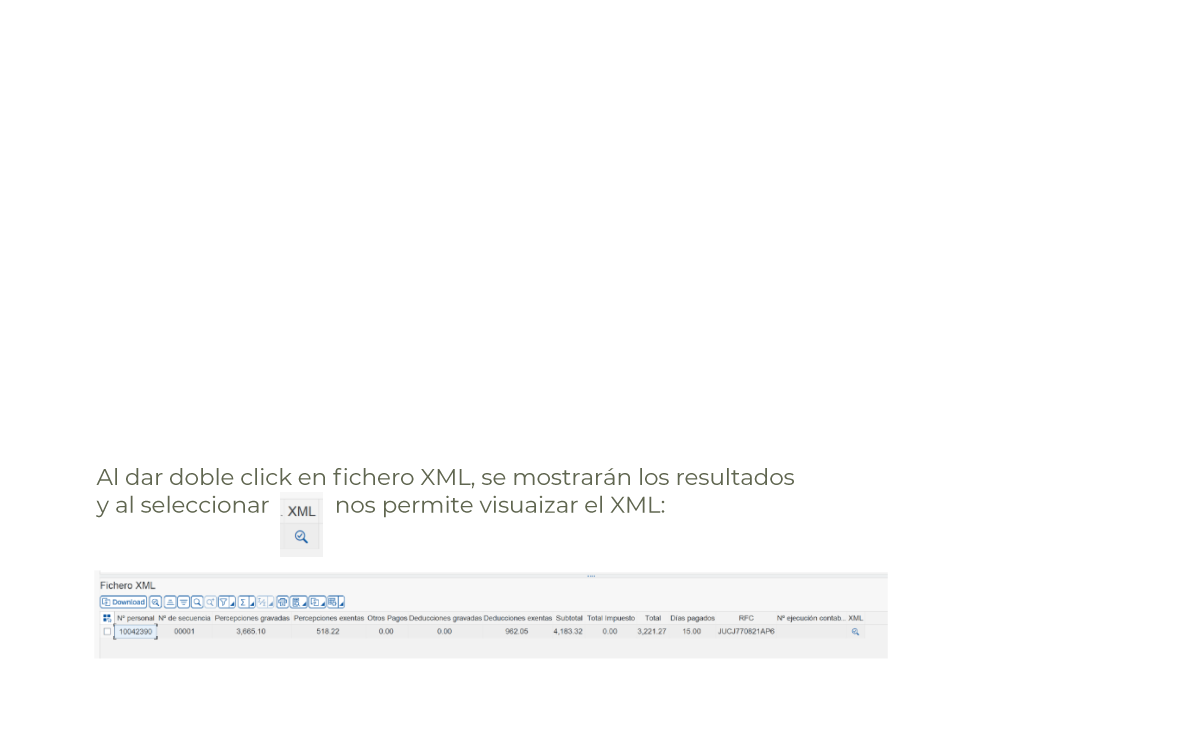 Al dar doble click en fichero XML, se mostrarán los resultados
y al seleccionar . XML nos permite visuaizar el XML:
Fichero XML
Download
Nº personal Nº de secuencia Percepciones gravadas Percepciones exentas Otros Pagos Deducciones gravadas Deducciones exentas Subtotal Total Impuesto Total Días pagados RFC Nº ejecución contab... XML
10042390 00001 3,665.10 518.22 0.00 0.00 962.05 4,183.32 0.00 3,221.27 15.00 JUCJ770821AP6